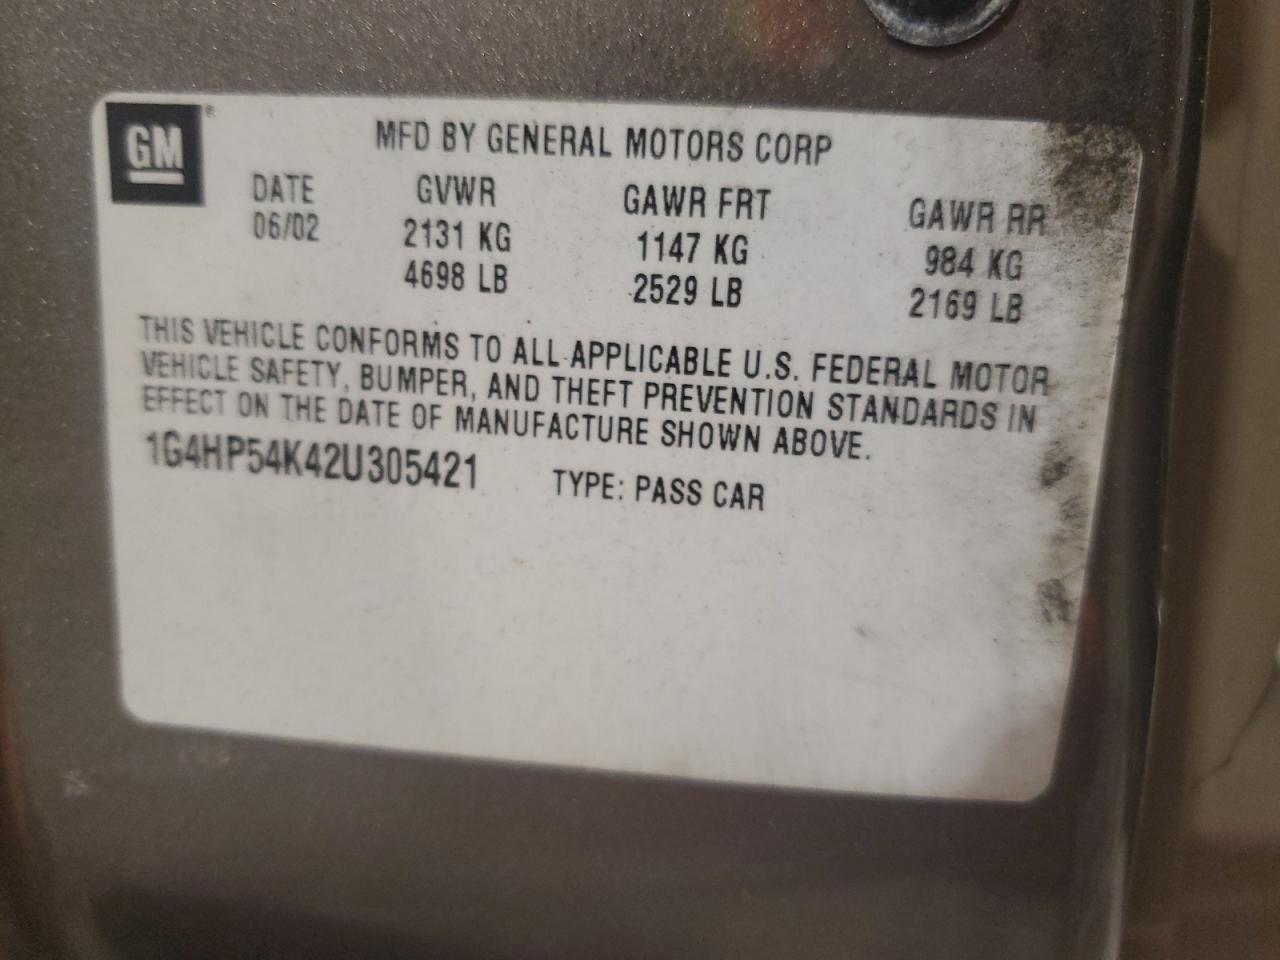 GM ®
MFD BY GENERAL MOTORS CORP
DATE GVWR GAWR FRT GAWR RR
06/02 2131 KG 1147 KG 984 KG
4698 LB 2529 LB 2169 LB
THIS VEHICLE CONFORMS TO ALL APPLICABLE U.S. FEDERAL MOTOR
VEHICLE SAFETY, BUMPER, AND THEFT PREVENTION STANDARDS IN
EFFECT ON THE DATE OF MANUFACTURE SHOWN ABOVE.
1G4HP54K42U305421 TYPE: PASS CAR